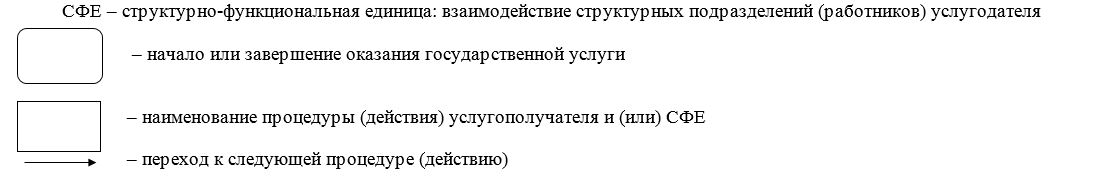 СФЕ – структурно-функциональная единица: взаимодействие структурных подразделений (работников) услугодателя
– начало или завершение оказания государственной услуги
– наименование процедуры (действия) услугополучателя и (или) СФЕ
– переход к следующей процедуре (действию)